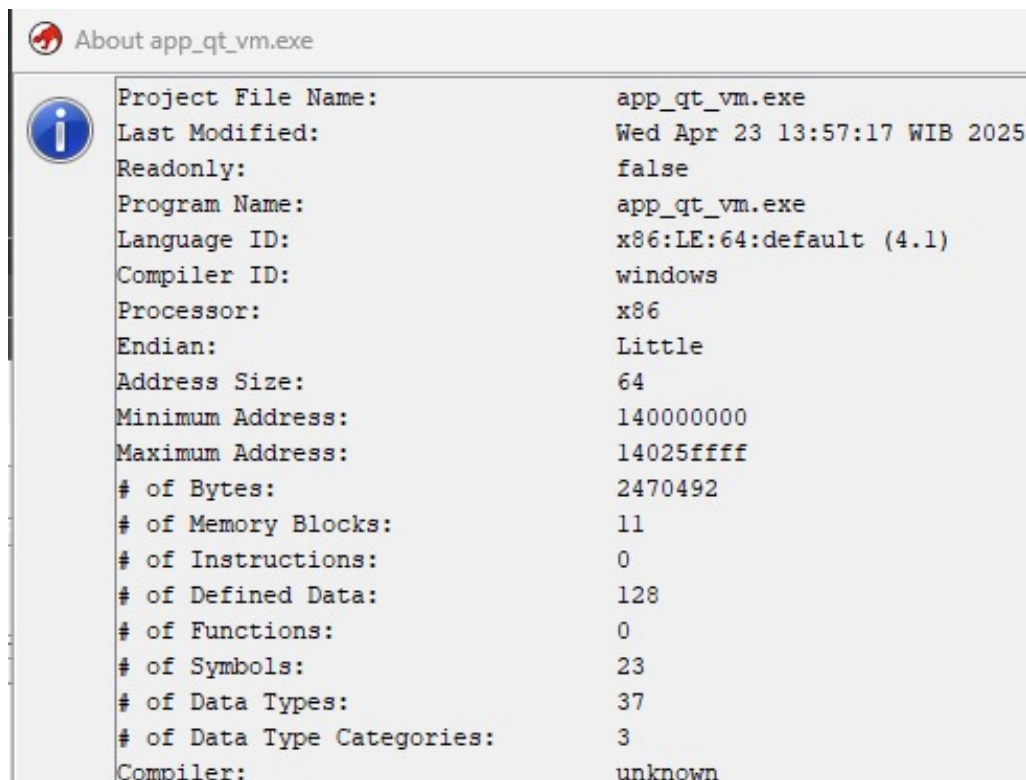 About app_qt_vm.exe
Project File Name: app_qt_vm.exe
Last Modified: Wed Apr 23 13:57:17 WIB 2025
Readonly: false
Program Name: app_qt_vm.exe
Language ID: x86:LE:64:default (4.1)
Compiler ID: windows
Processor: x86
Endian: Little
Address Size: 64
Minimum Address: 140000000
Maximum Address: 14025ffff
# of Bytes: 2470492
# of Memory Blocks: 11
# of Instructions: 0
# of Defined Data: 128
# of Functions: 0
# of Symbols: 23
# of Data Types: 37
# of Data Type Categories: 3
Compiler: unknown